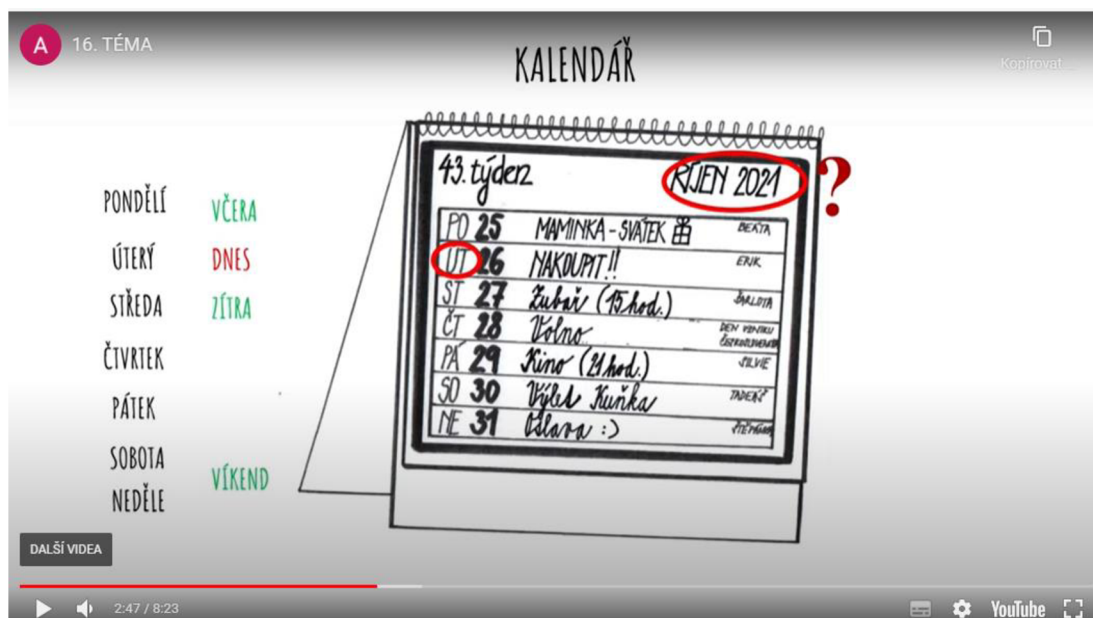 A 16. TÉMA
Kopírovat ...
KALENDÁŘ
PONDĚLÍ VČERA
ÚTERÝ DNES
STŘEDA ZÍTRA
ČTVRTEK
PÁTEK
SOBOTA
NEDĚLE
VÍKEND
43. týden ŘÍJEN 2021 ?
PO 25 MAMINKA - SVÁTEK BEÁTA
ÚT 26 NAKOUPIT!! ERIK
ST 27 Zubař (15 hod.) ŠARLOTA
ČT 28 Volno DEN VZNIKU
ČESKOSLOVENSKA
PÁ 29 Kino (21 hod.) SILVIE
SO 30 Výlet Kuňka TADEÁŠ
NE 31 Oslava :) ŠTĚPÁNKA
DALŠÍ VIDEA
2:47 / 8:23 YouTube